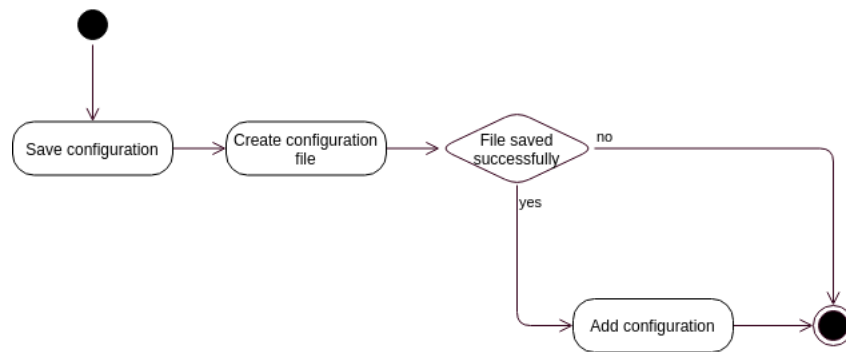 Save configuration
Create configuration
file
File saved
successfully
no
yes
Add configuration